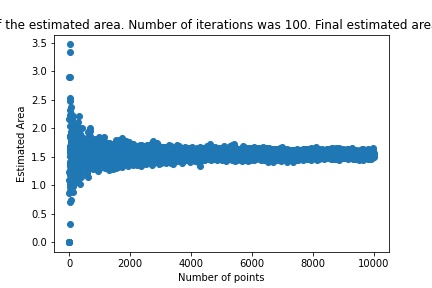 f the estimated area. Number of iterations was 100. Final estimated are
3.5
3.0
2.5
2.0
1.5
1.0
0.5
0.0
Estimated Area
0 2000 4000 6000 8000 10000
Number of points